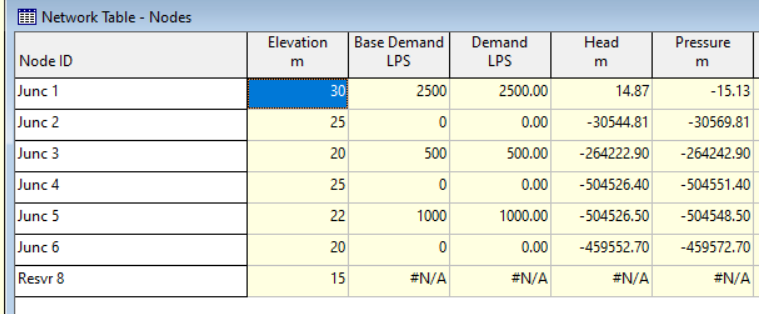 Network Table - Nodes
Node ID Elevation m Base Demand LPS Demand LPS Head m Pressure m
Junc 1 30 2500 2500.00 14.87 -15.13
Junc 2 25 0 0.00 -30544.81 -30569.81
Junc 3 20 500 500.00 -264222.90 -264242.90
Junc 4 25 0 0.00 -504526.40 -504551.40
Junc 5 22 1000 1000.00 -504526.50 -504548.50
Junc 6 20 0 0.00 -459552.70 -459572.70
Resvr 8 15 #N/A #N/A #N/A #N/A